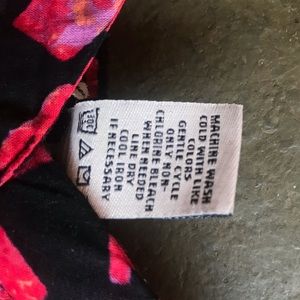 MACHINE WASH
COLD WITH LIKE
COLORS
GENTLE CYCLE
ONLY NON-
CHLORINE BLEACH
WHEN NEEDED
LINE DRY
COOL IRON
IF NECESSARY
30C